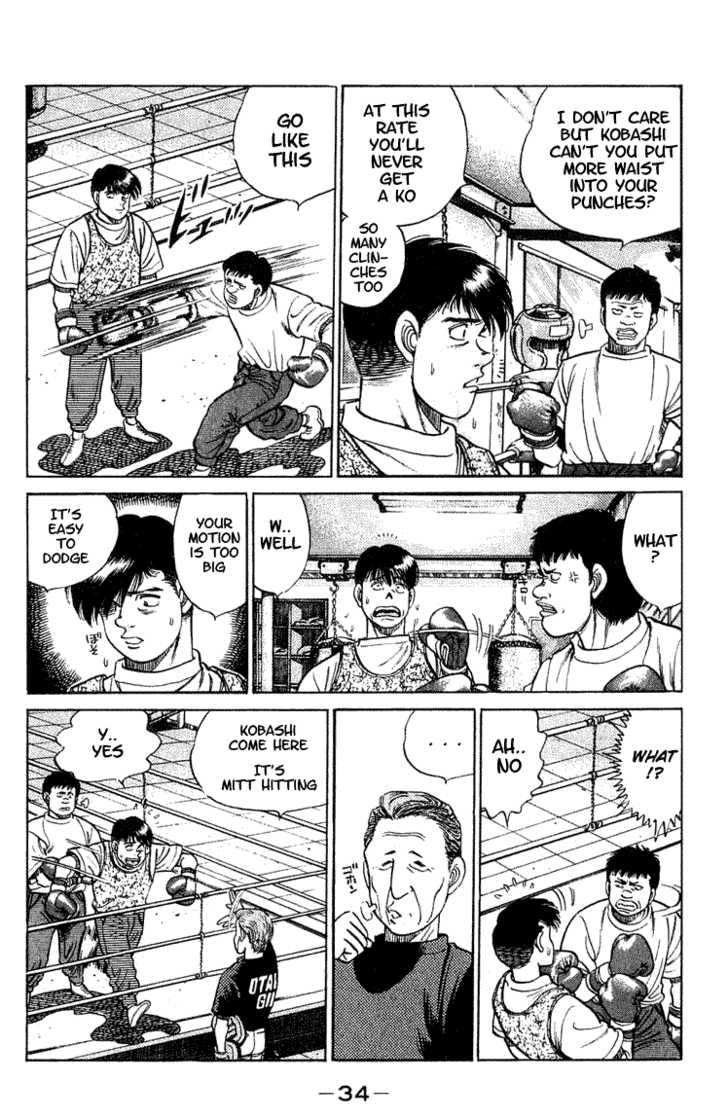 I DON'T CARE
BUT KOBASHI
CAN'T YOU PUT
MORE WAIST
INTO YOUR
PUNCHES?
AT THIS
RATE
YOU'LL
NEVER
GET
A KO
SO
MANY
CLIN-
CHES
TOO
GO
LIKE
THIS
WHAT
?
W..
WELL
YOUR
MOTION
IS TOO
BIG
IT'S
EASY
TO
DODGE
ぼそ
WHAT
!?
AH..
NO
. . .
KOBASHI
COME HERE
IT'S
MITT HITTING
Y..
YES
OTA
GI
—34—